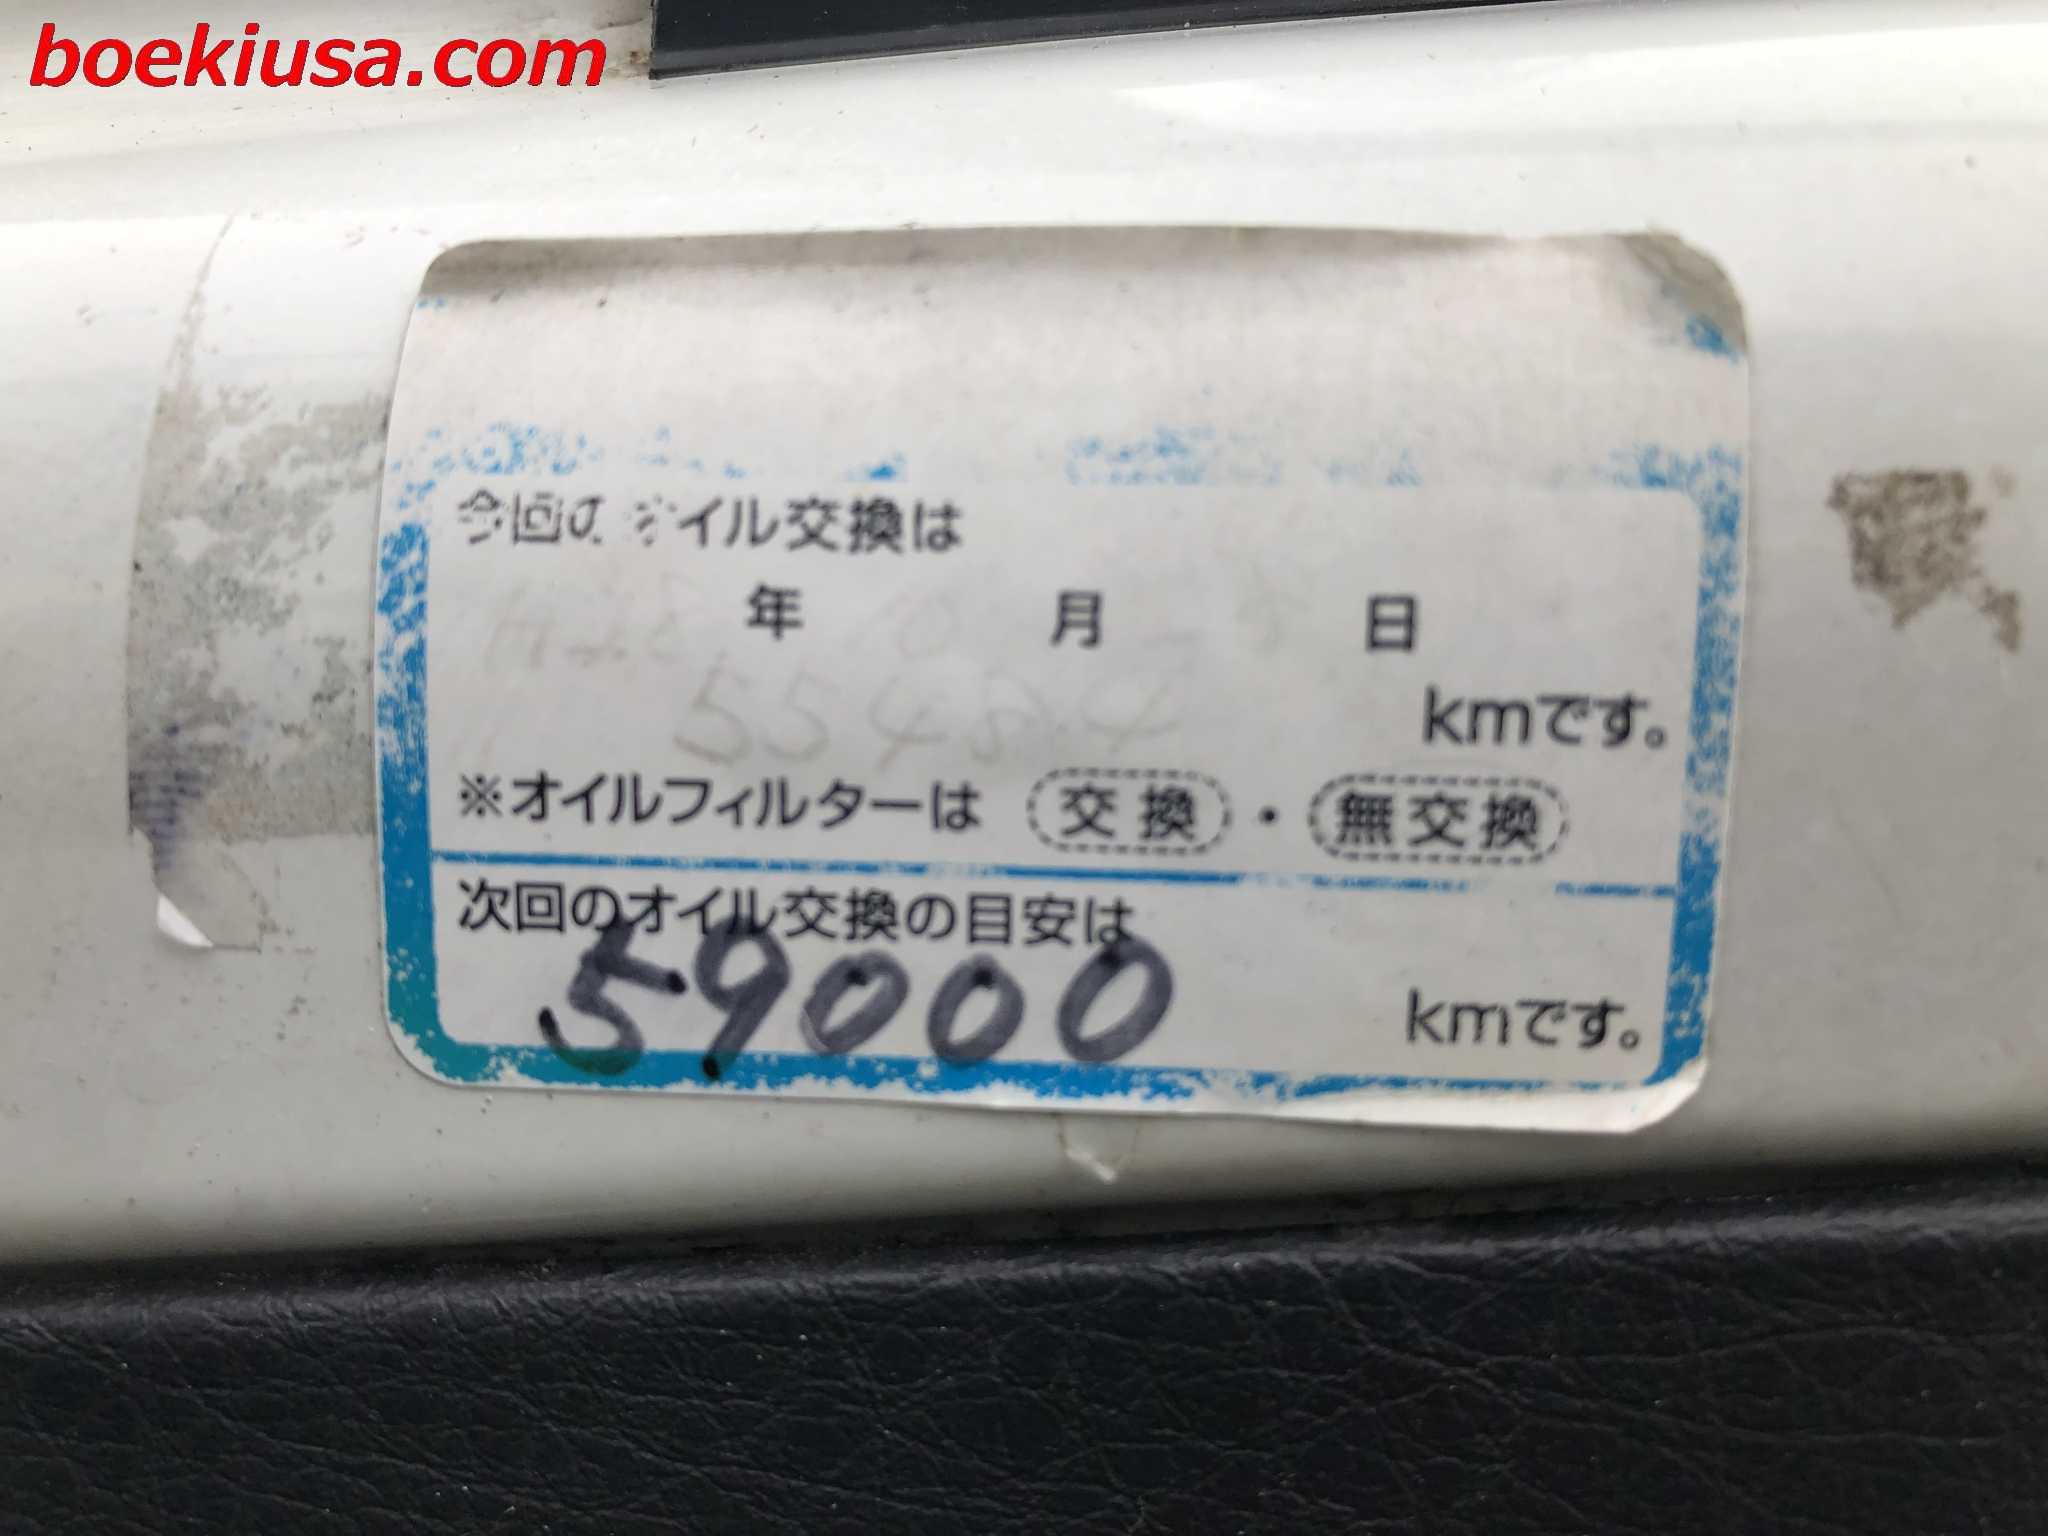 boekiusa.com
今回のオイル交換は
年 月 日
5548 4 kmです。
※オイルフィルターは 交換・無交換
次回のオイル交換の目安は
59000 kmです。